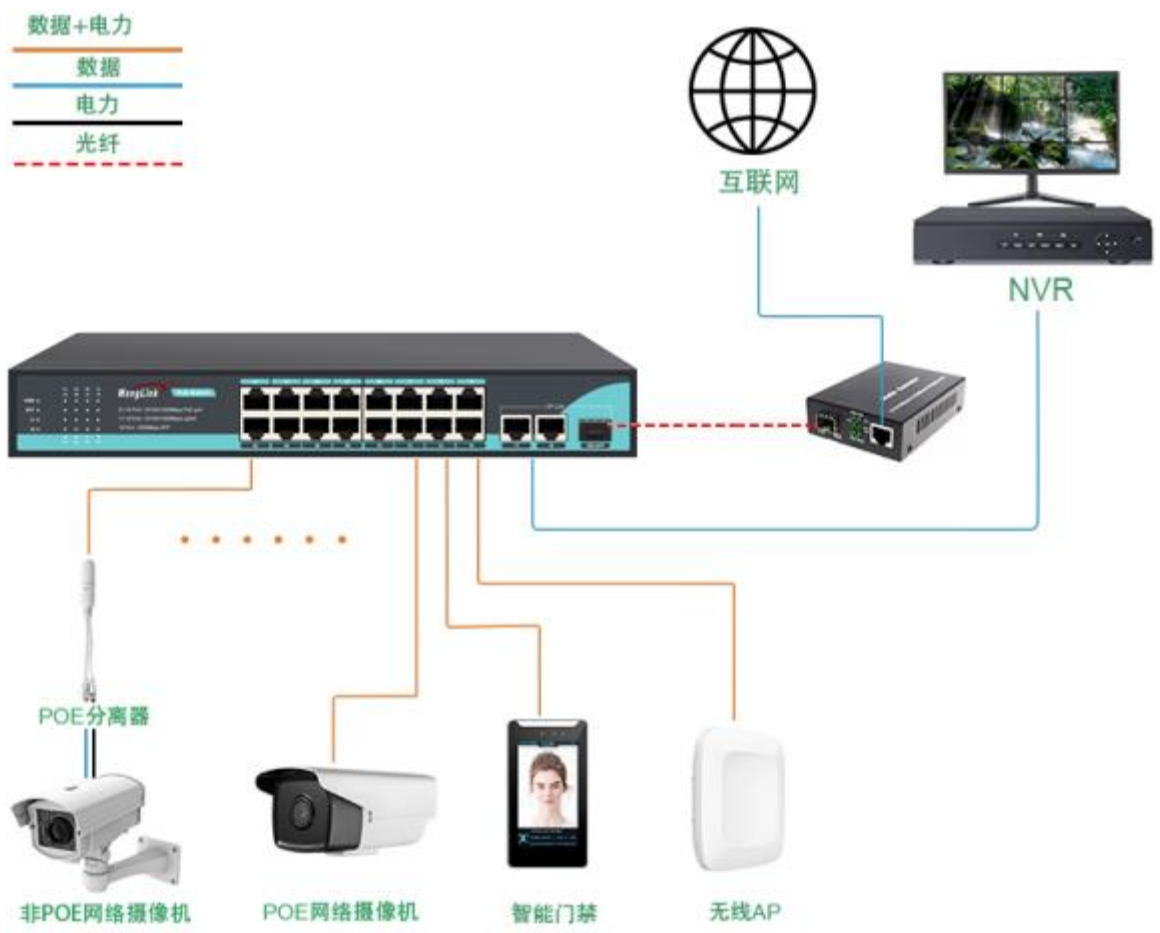 数据+电力
数据
电力
光纤
互联网
NVR
WangLink
POE分离器
非POE网络摄像机
POE网络摄像机
智能门禁
无线AP